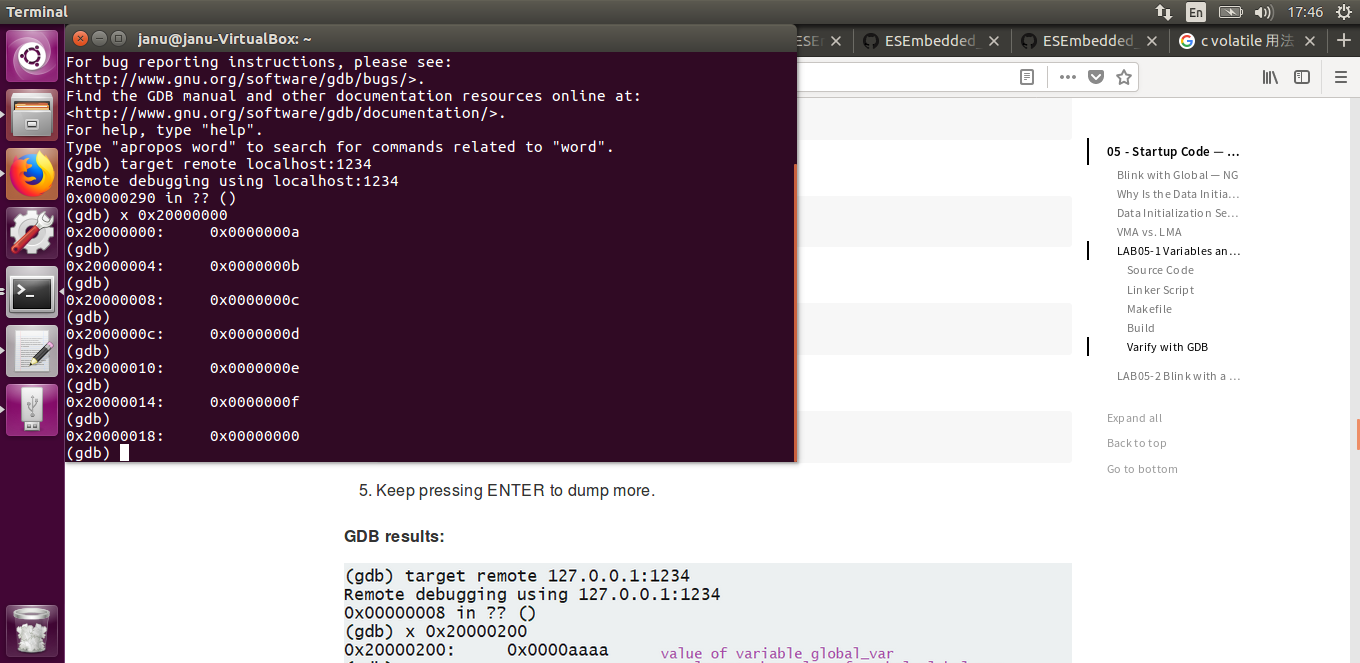 Terminal
En
17:46
janu@janu-VirtualBox: ~
For bug reporting instructions, please see:
<http://www.gnu.org/software/gdb/bugs/>.
Find the GDB manual and other documentation resources online at:
<http://www.gnu.org/software/gdb/documentation/>.
For help, type "help".
Type "apropos word" to search for commands related to "word".
(gdb) target remote localhost:1234
Remote debugging using localhost:1234
0x00000290 in ?? ()
(gdb) x 0x20000000
0x20000000: 0x0000000a
(gdb)
0x20000004: 0x0000000b
(gdb)
0x20000008: 0x0000000c
(gdb)
0x2000000c: 0x0000000d
(gdb)
0x20000010: 0x0000000e
(gdb)
0x20000014: 0x0000000f
(gdb)
0x20000018: 0x00000000
(gdb)
ESEmbedded_
ESEmbedded_
c volatile 用法
05 - Startup Code — ...
Blink with Global — NG
Why Is the Data Initia...
Data Initialization Se...
VMA vs. LMA
LAB05-1 Variables an...
Source Code
Linker Script
Makefile
Build
Varify with GDB
LAB05-2 Blink with a ...
Expand all
Back to top
Go to bottom
5. Keep pressing ENTER to dump more.
GDB results:
(gdb) target remote 127.0.0.1:1234
Remote debugging using 127.0.0.1:1234
0x00000008 in ?? ()
(gdb) x 0x20000200
0x20000200: 0x0000aaaa value of variable global_var